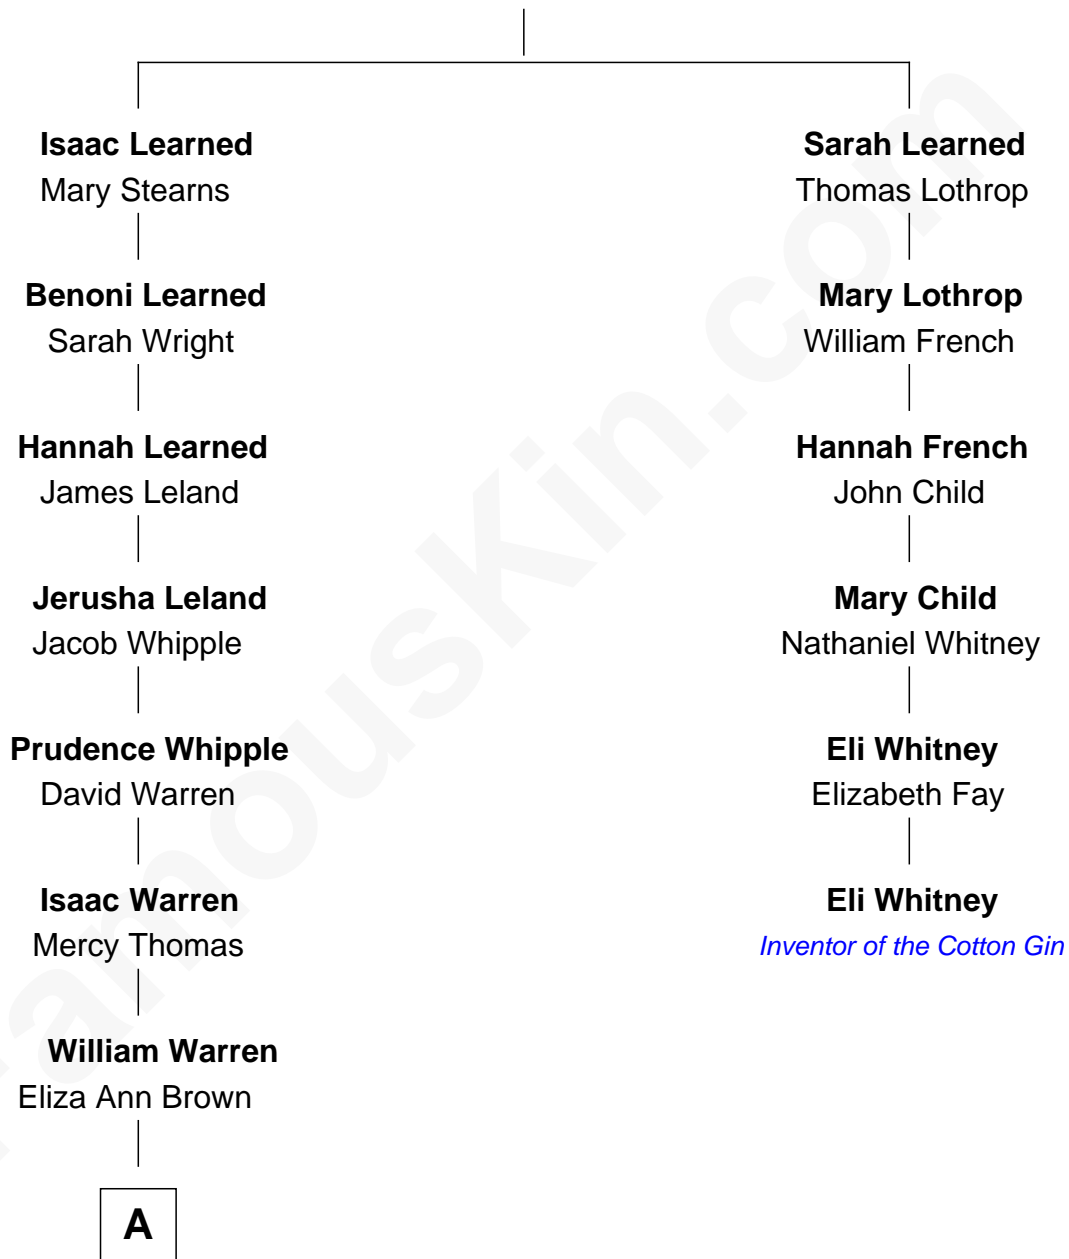 Isaac Learned
Mary Stearns
Sarah Learned
Thomas Lothrop
Benoni Learned
Sarah Wright
Mary Lothrop
William French
Hannah Learned
James Leland
Hannah French
John Child
Jerusha Leland
Jacob Whipple
Mary Child
Nathaniel Whitney
Prudence Whipple
David Warren
Eli Whitney
Elizabeth Fay
Isaac Warren
Mercy Thomas
Eli Whitney
Inventor of the Cotton Gin
William Warren
Eliza Ann Brown
A
FamousKin.com